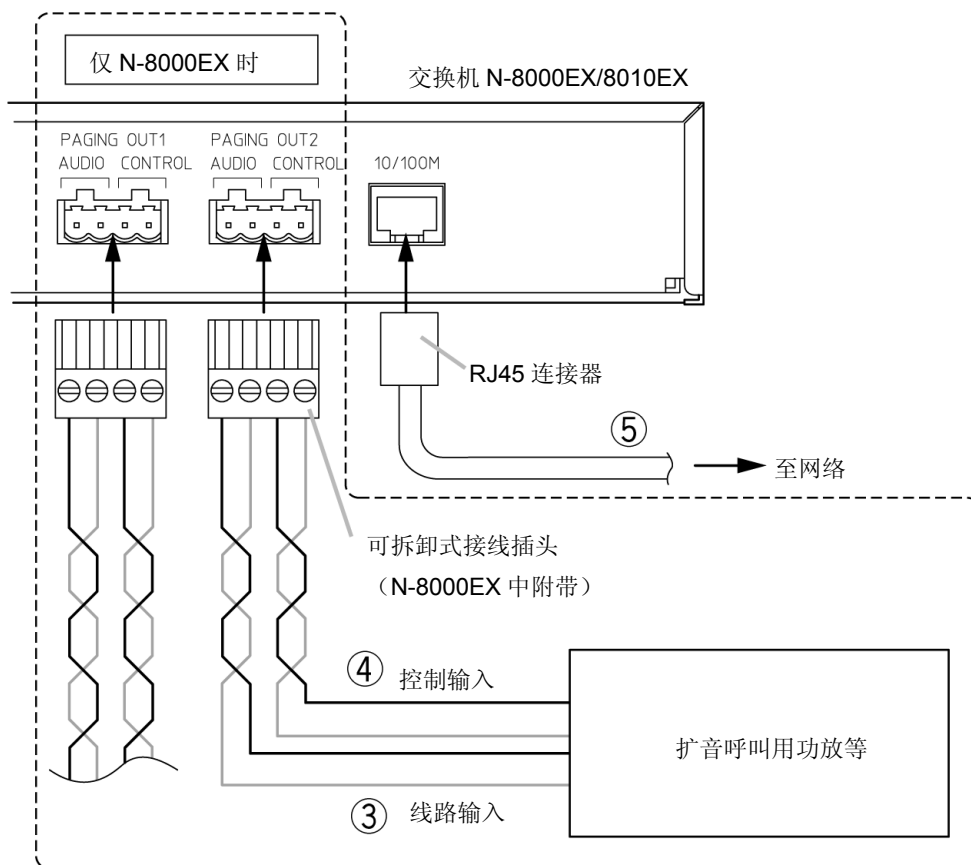 仅 N-8000EX 时
交换机 N-8000EX/8010EX
PAGING OUT1
AUDIO CONTROL
PAGING OUT2
AUDIO CONTROL
10/100M
RJ45 连接器
⑤
至网络
可拆卸式接线插头
（N-8000EX 中附带）
④ 控制输入
扩音呼叫用功放等
③ 线路输入